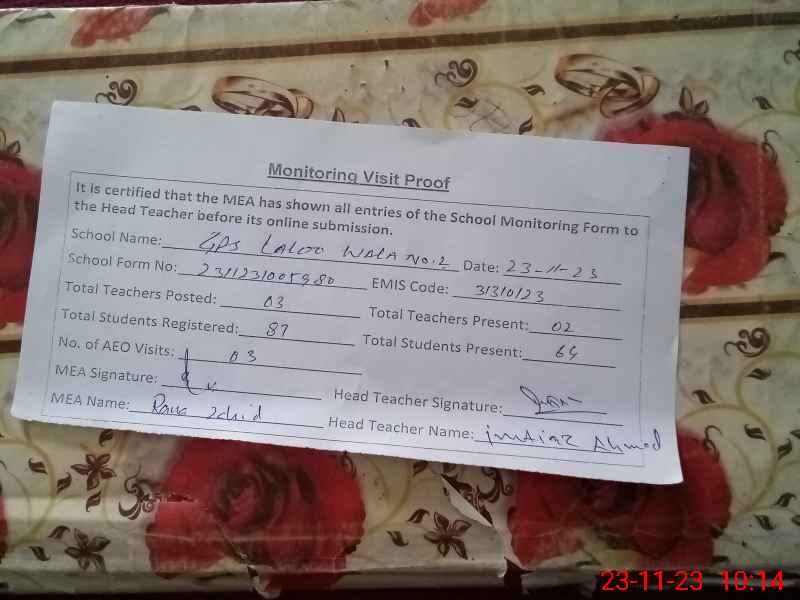 Monitoring Visit Proof
It is certified that the MEA has shown all entries of the School Monitoring Form to
the Head Teacher before its online submission.
School Name: GPS LALOO WALA NO.2 Date: 23-11-23
School Form No: EMIS Code: 31310123
Total Teachers Posted: 03 Total Teachers Present: 02
Total Students Registered: 87 Total Students Present: 64
No. of AEO Visits: 03
MEA Signature: Head Teacher Signature:
MEA Name: Rana Zahid Head Teacher Name: imtiaz Ahmad
23-11-23 10:14